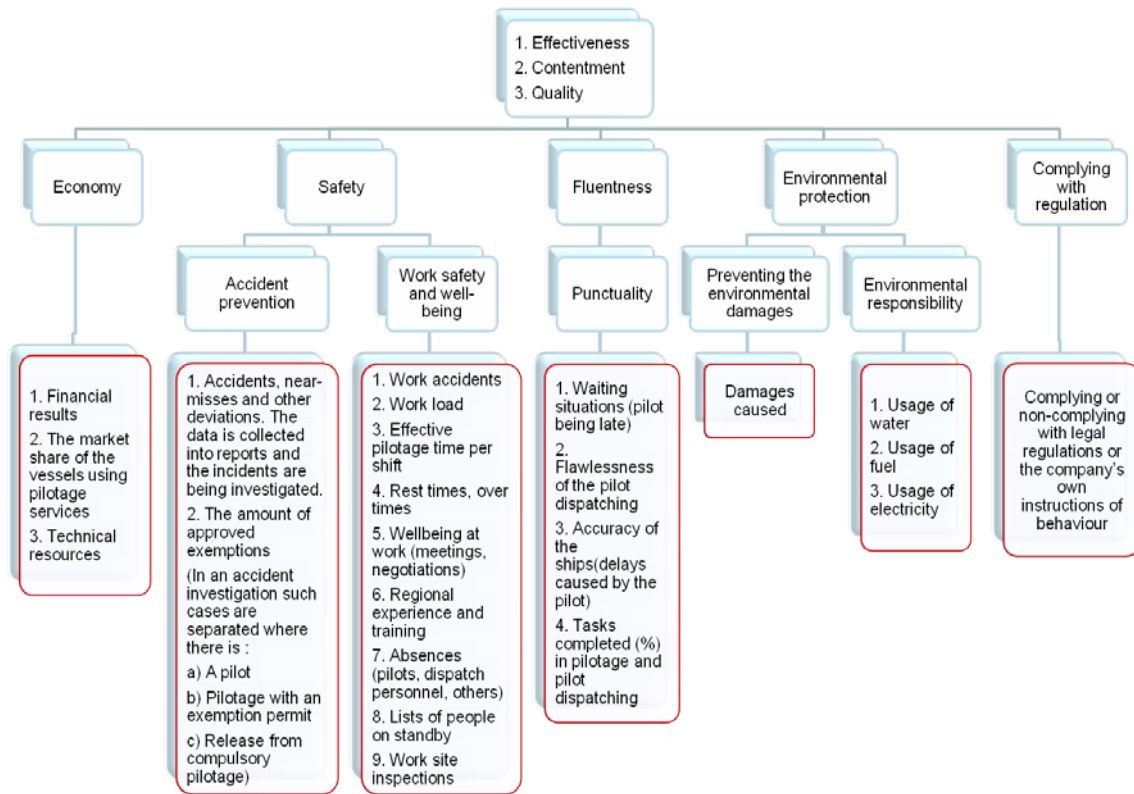 1. Effectiveness
2. Contentment
3. Quality
Economy
Safety
Fluentness
Environmental
protection
Complying
with
regulation
Accident
prevention
Work safety
and well-
being
Punctuality
Preventing the
environmental
damages
Environmental
responsibility
1. Financial
results
2. The market
share of the
vessels using
pilotage
services
3. Technical
resources
1. Accidents, near-
misses and other
deviations. The
data is collected
into reports and
the incidents are
being investigated.
2. The amount of
approved
exemptions
(In an accident
investigation such
cases are
separated where
there is :
a) A pilot
b) Pilotage with an
exemption permit
c) Release from
compulsory
pilotage)
1. Work accidents
2. Work load
3. Effective
pilotage time per
shift
4. Rest times, over
times
5. Wellbeing at
work (meetings,
negotiations)
6. Regional
experience and
training
7. Absences
(pilots, dispatch
personnel, others)
8. Lists of people
on standby
9. Work site
inspections
1. Waiting
situations (pilot
being late)
2.
Flawlessness
of the pilot
dispatching
3. Accuracy of
the
ships(delays
caused by the
pilot)
4. Tasks
completed (%)
in pilotage and
pilot
dispatching
Damages
caused
1. Usage of
water
2. Usage of
fuel
3. Usage of
electricity
Complying or
non-complying
with legal
regulations or
the company's
own
instructions of
behaviour